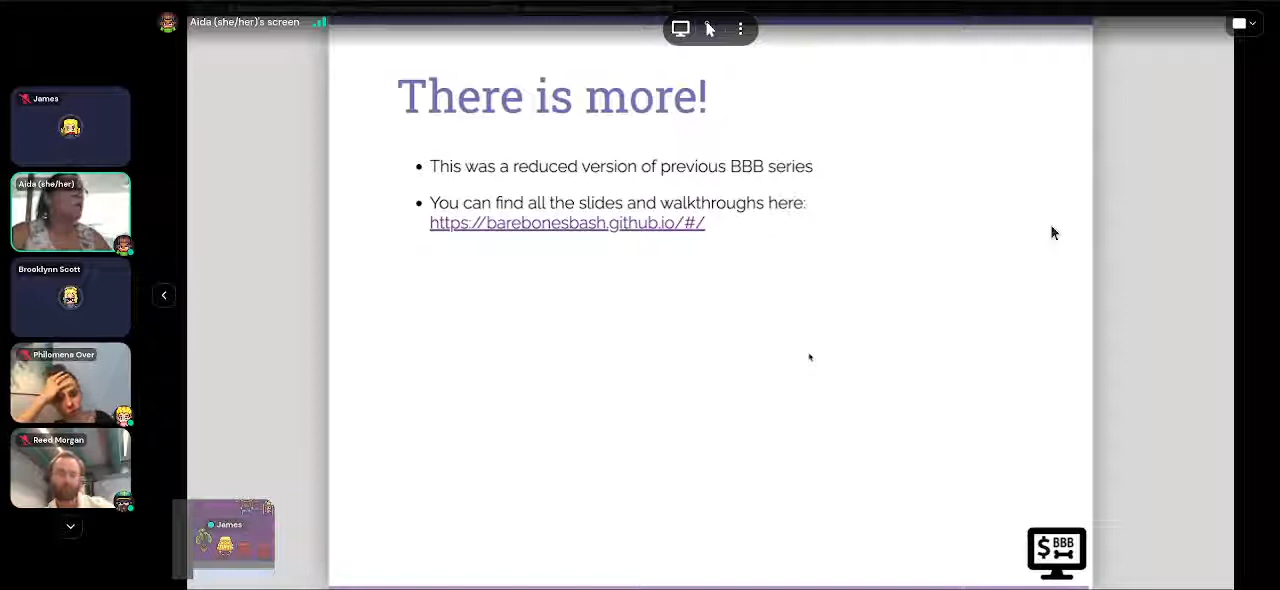 Aida (she/her)'s screen
James
Aida (she/her)
Brooklynn Scott
Philomena Over
Reed Morgan
There is more!
• This was a reduced version of previous BBB series
• You can find all the slides and walkthroughs here:
https://barebonesbash.github.io/#/
James
$ BBB